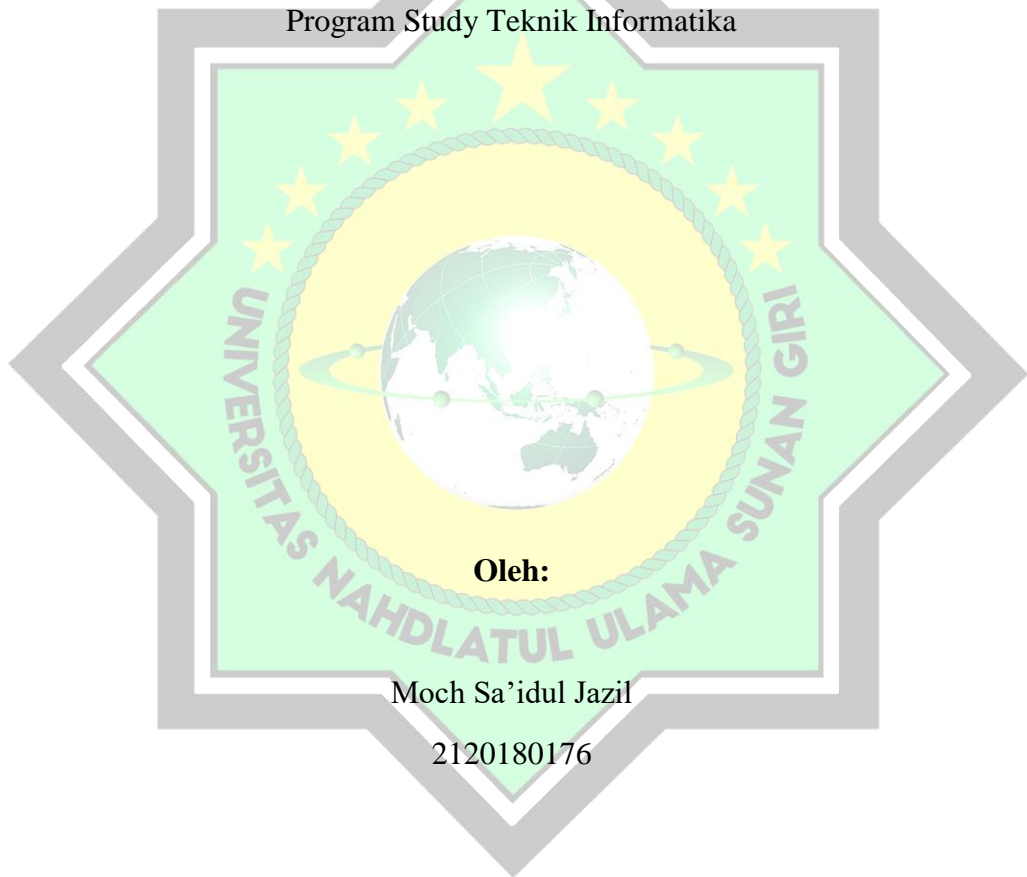 Program Study Teknik Informatika
UNIVERSITAS NAHDLATUL ULAMA SUNAN GIRI
Oleh:
Moch Sa’idul Jazil
2120180176